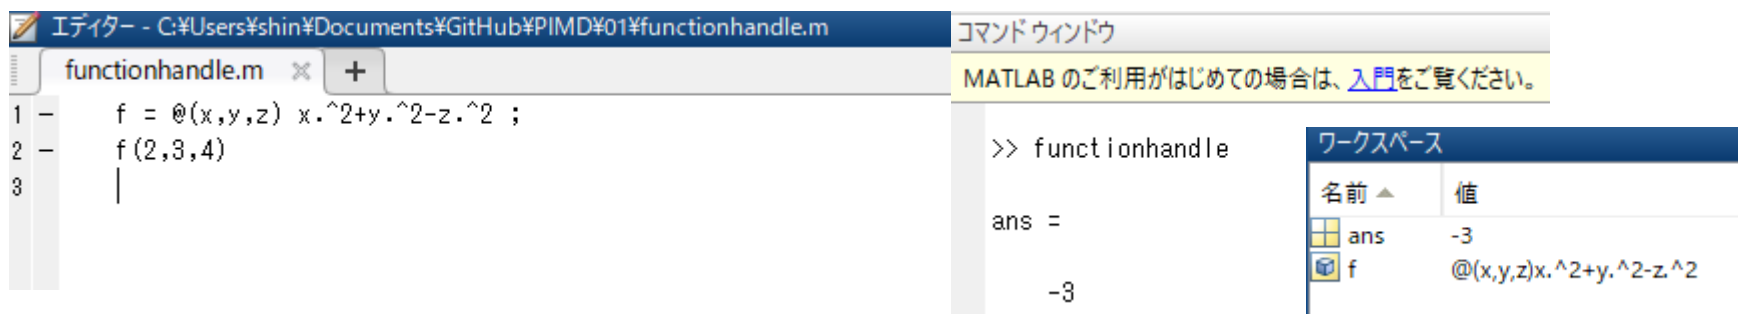 エディター - C:¥Users¥shin¥Documents¥GitHub¥PIMD¥01¥functionhandle.m
functionhandle.m × +
1 - f = @(x,y,z) x.^2+y.^2-z.^2 ;
2 - f(2,3,4)
3
コマンド ウィンドウ
MATLAB のご利用がはじめての場合は、入門をご覧ください。
>> functionhandle
ans =
-3
ワークスペース
名前 値
ans -3
f @(x,y,z)x.^2+y.^2-z.^2